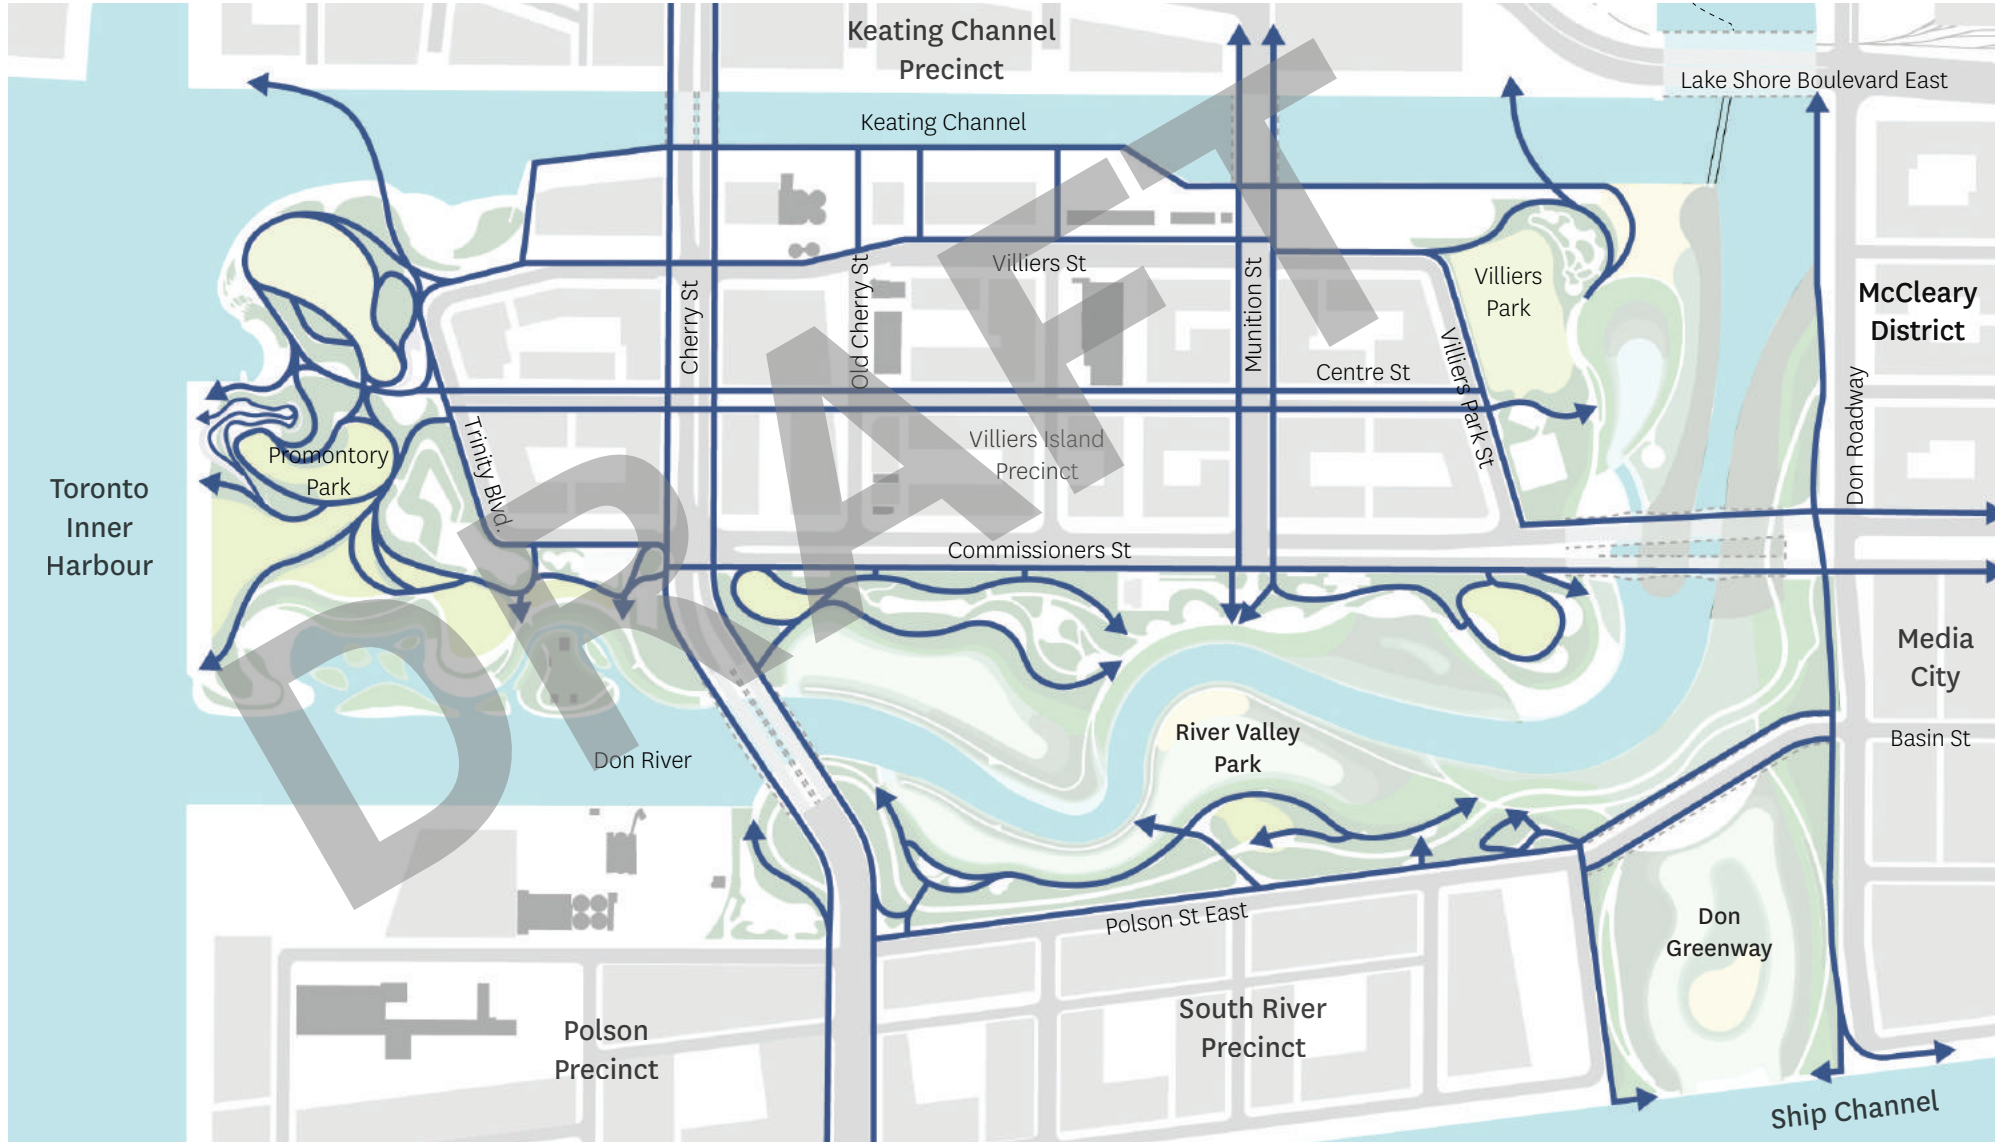 Keating Channel
Precinct
Lake Shore Boulevard East
Keating Channel
Villiers St
Villiers
Park
McCleary
District
Cherry St
Old Cherry St
Munition St
Centre St
Villiers Park St
Don Roadway
Trinity Blvd.
Promontory
Park
Villiers Island
Precinct
Toronto
Inner
Harbour
Commissioners St
Media
City
River Valley
Park
Basin St
Don River
Polson St East
Don
Greenway
South River
Precinct
Polson
Precinct
Ship Channel
DRAFT